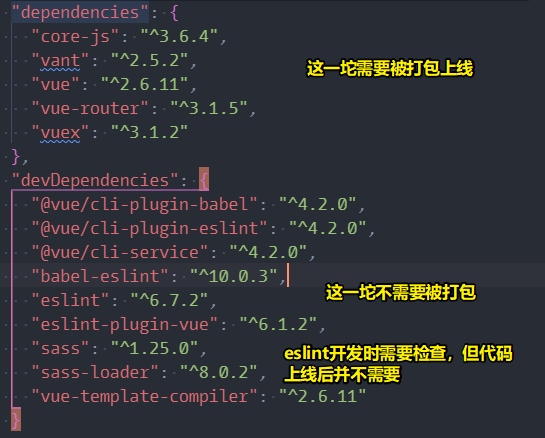 "dependencies": {
"core-js": "^3.6.4",
"vant": "^2.5.2",
"vue": "^2.6.11",
"vue-router": "^3.1.5",
"vuex": "^3.1.2"
},
这一坨需要被打包上线
"devDependencies": {
"@vue/cli-plugin-babel": "^4.2.0",
"@vue/cli-plugin-eslint": "^4.2.0",
"@vue/cli-service": "^4.2.0",
"babel-eslint": "^10.0.3",
"eslint": "^6.7.2",
"eslint-plugin-vue": "^6.1.2",
"sass": "^1.25.0",
"sass-loader": "^8.0.2",
"vue-template-compiler": "^2.6.11"
}
这一坨不需要被打包
eslint开发时需要检查，但代码
上线后并不需要